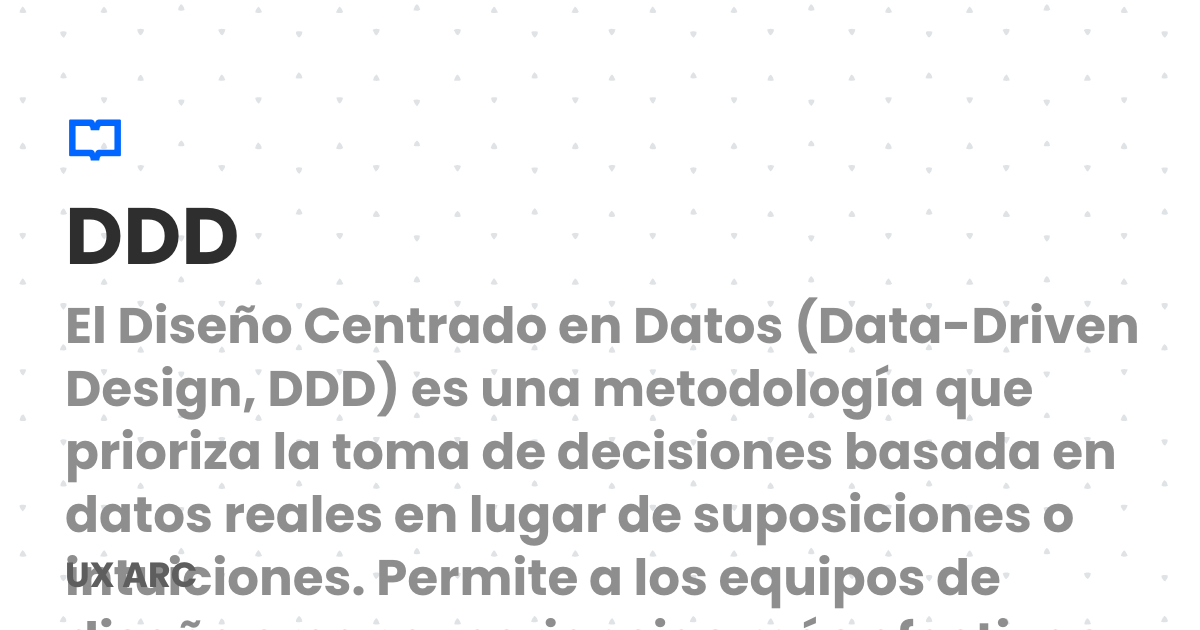 DDD
El Diseño Centrado en Datos (Data-Driven
Design, DDD) es una metodología que
prioriza la toma de decisiones basada en
datos reales en lugar de suposiciones o
intuiciones. Permite a los equipos de
UX ARC